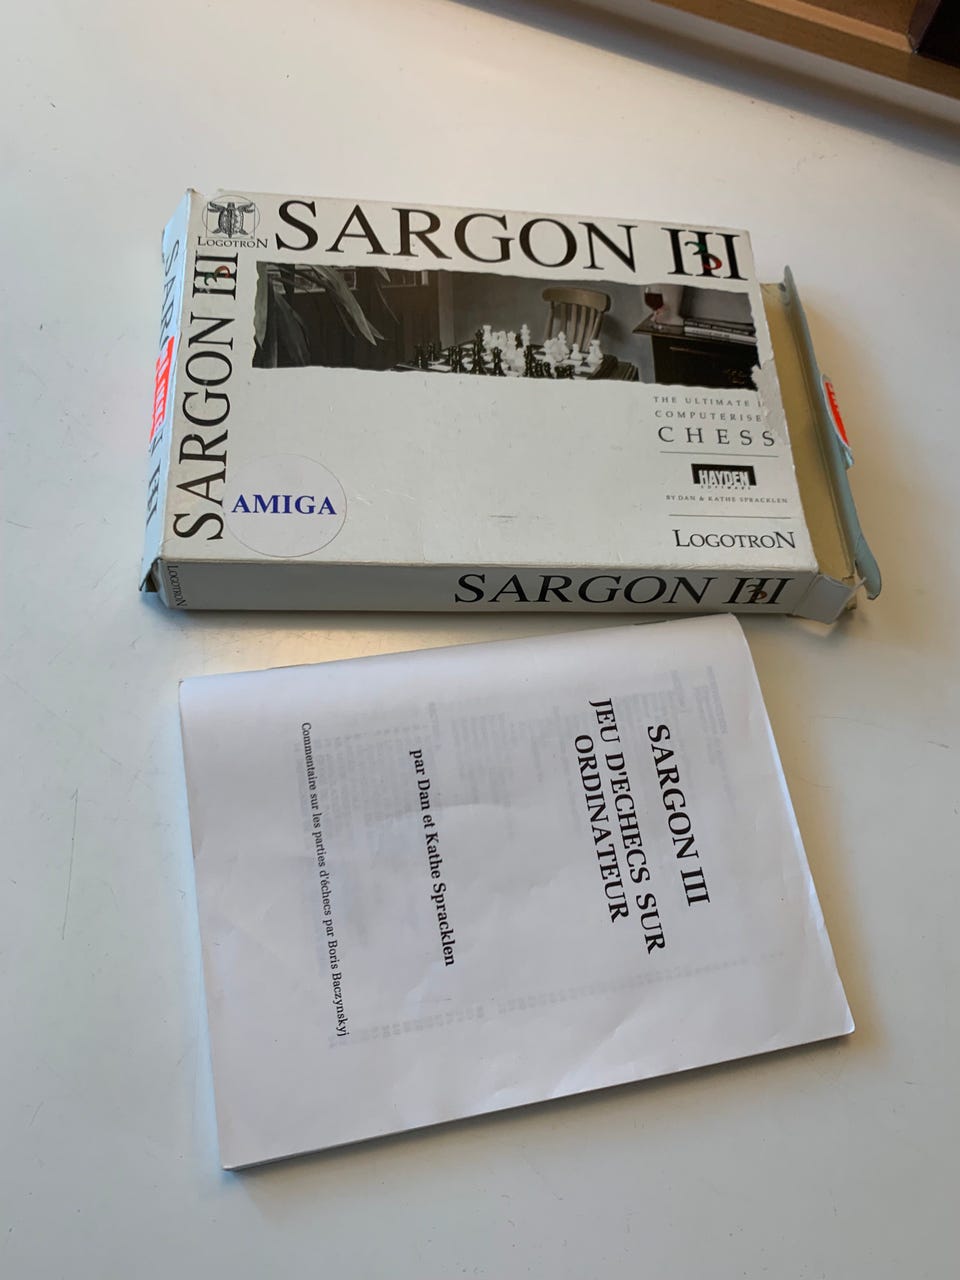 LOGOTRON
SARGON III
SARGON III
THE ULTIMATE
COMPUTERISE
CHESS
HAYDEN
SOFTWARE
BY DAN & KATHE SPRACKLEN
LOGOTRON
AMIGA
LOGOTRON
SARGON III
SARGON III
JEU D'ECHECS SUR
ORDINATEUR
par Dan et Kathe Spracklen
Commentaire sur les parties d'échecs par Boris Baczynskyj